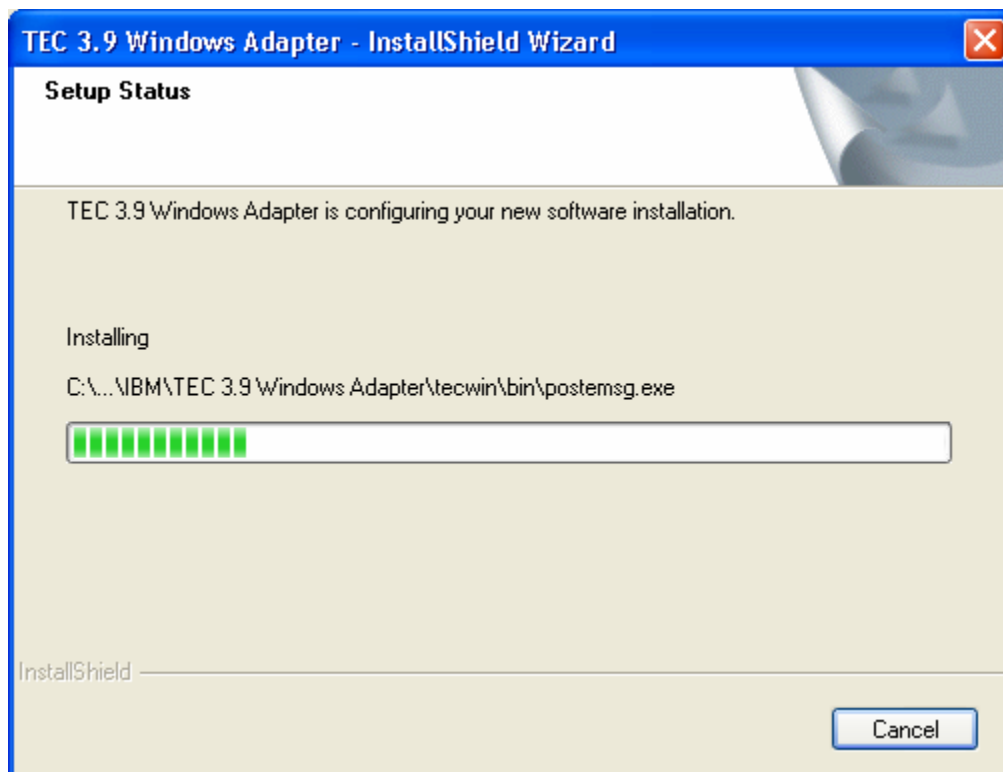 TEC 3.9 Windows Adapter - InstallShield Wizard
Setup Status
TEC 3.9 Windows Adapter is configuring your new software installation.
Installing
C:\...\IBM\TEC 3.9 Windows Adapter\tecwin\bin\postemsg.exe
InstallShield
Cancel